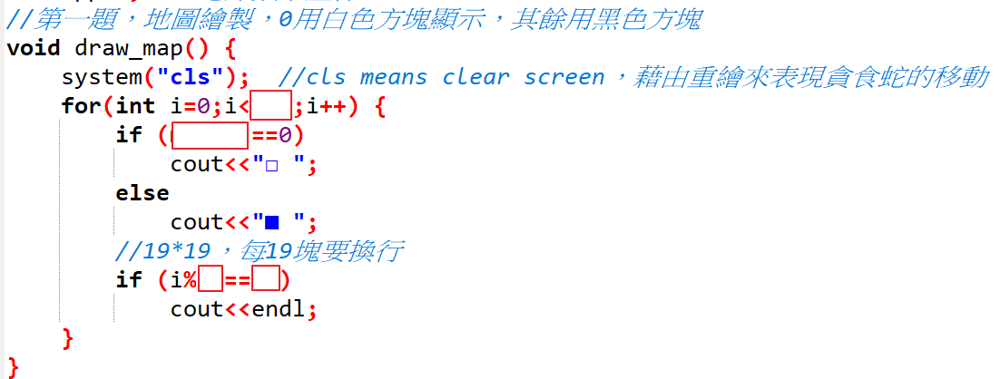 //第一題，地圖繪製，0用白色方塊顯示，其餘用黑色方塊
void draw_map() {
system("cls");  //cls means clear screen，藉由重繪來表現貪食蛇的移動
for(int i=0;i< ;i++) {
if ( ==0)
cout<<"□ ";
else
cout<<"■ ";
//19*19，每19塊要換行
if (i% == )
cout<<endl;
}
}